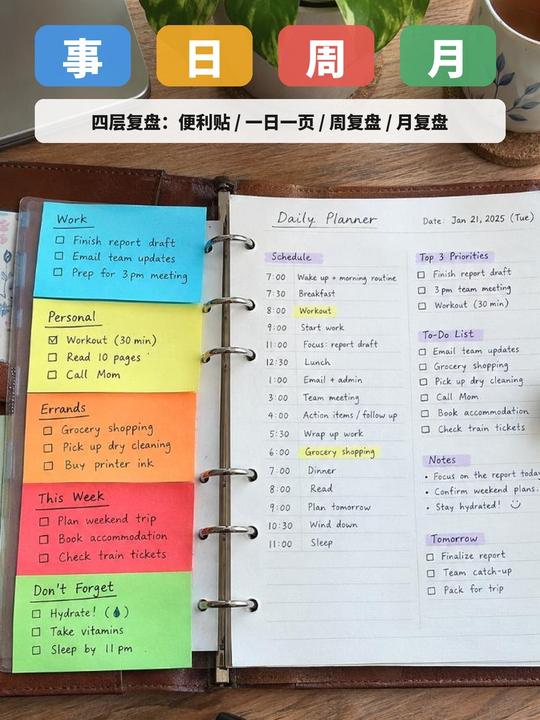 事 日 周 月
四层复盘：便利贴 / 一日一页 / 周复盘 / 月复盘
Work
Finish report draft
Email team updates
Prep for 3 pm meeting
Personal
Workout (30 min)
Read 10 pages
Call Mom
Errands
Grocery shopping
Pick up dry cleaning
Buy printer ink
This Week
Plan weekend trip
Book accommodation
Check train tickets
Don't Forget
Hydrate! (💧)
Take vitamins
Sleep by 11 pm
Daily Planner
Date: Jan 21, 2025 (Tue)
Schedule
7:00 Wake up + morning routine
7:30 Breakfast
8:00 Workout
9:00 Start work
11:00 Focus: report draft
12:30 Lunch
1:00 Email + admin
3:00 Team meeting
4:00 Action items / follow up
5:30 Wrap up work
6:00 Grocery shopping
7:00 Dinner
8:00 Read
9:00 Plan tomorrow
10:30 Wind down
11:00 Sleep
Top 3 Priorities
Finish report draft
3 pm team meeting
Workout (30 min)
To-Do List
Email team updates
Grocery shopping
Pick up dry cleaning
Call Mom
Book accommodation
Check train tickets
Notes
• Focus on the report today
• Confirm weekend plans.
• Stay hydrated! ☺
Tomorrow
Finalize report
Team catch-up
Pack for trip